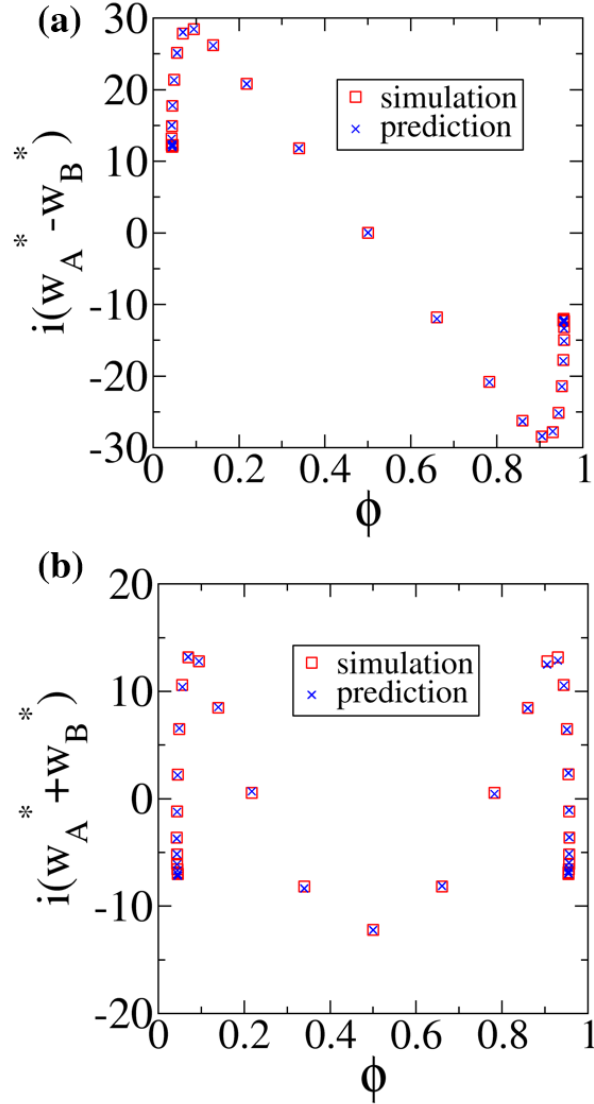 (a)
30
20
10
0
-10
-20
-30
i(w_A^* -w_B^*)
simulation
prediction
0 0.2 0.4 0.6 0.8 1
ϕ
(b)
20
10
0
-10
-20
i(w_A^* +w_B^*)
simulation
prediction
0 0.2 0.4 0.6 0.8 1
ϕ